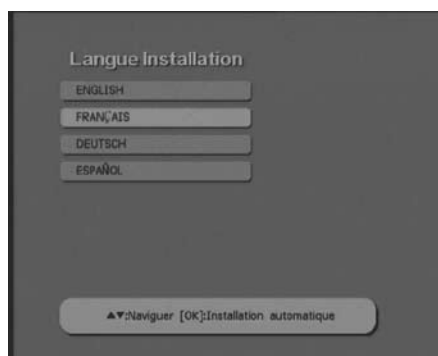 Langue Installation
ENGLISH
FRANÇAIS
DEUTSCH
ESPAÑOL
▲▼:Naviguer [OK]:Installation automatique